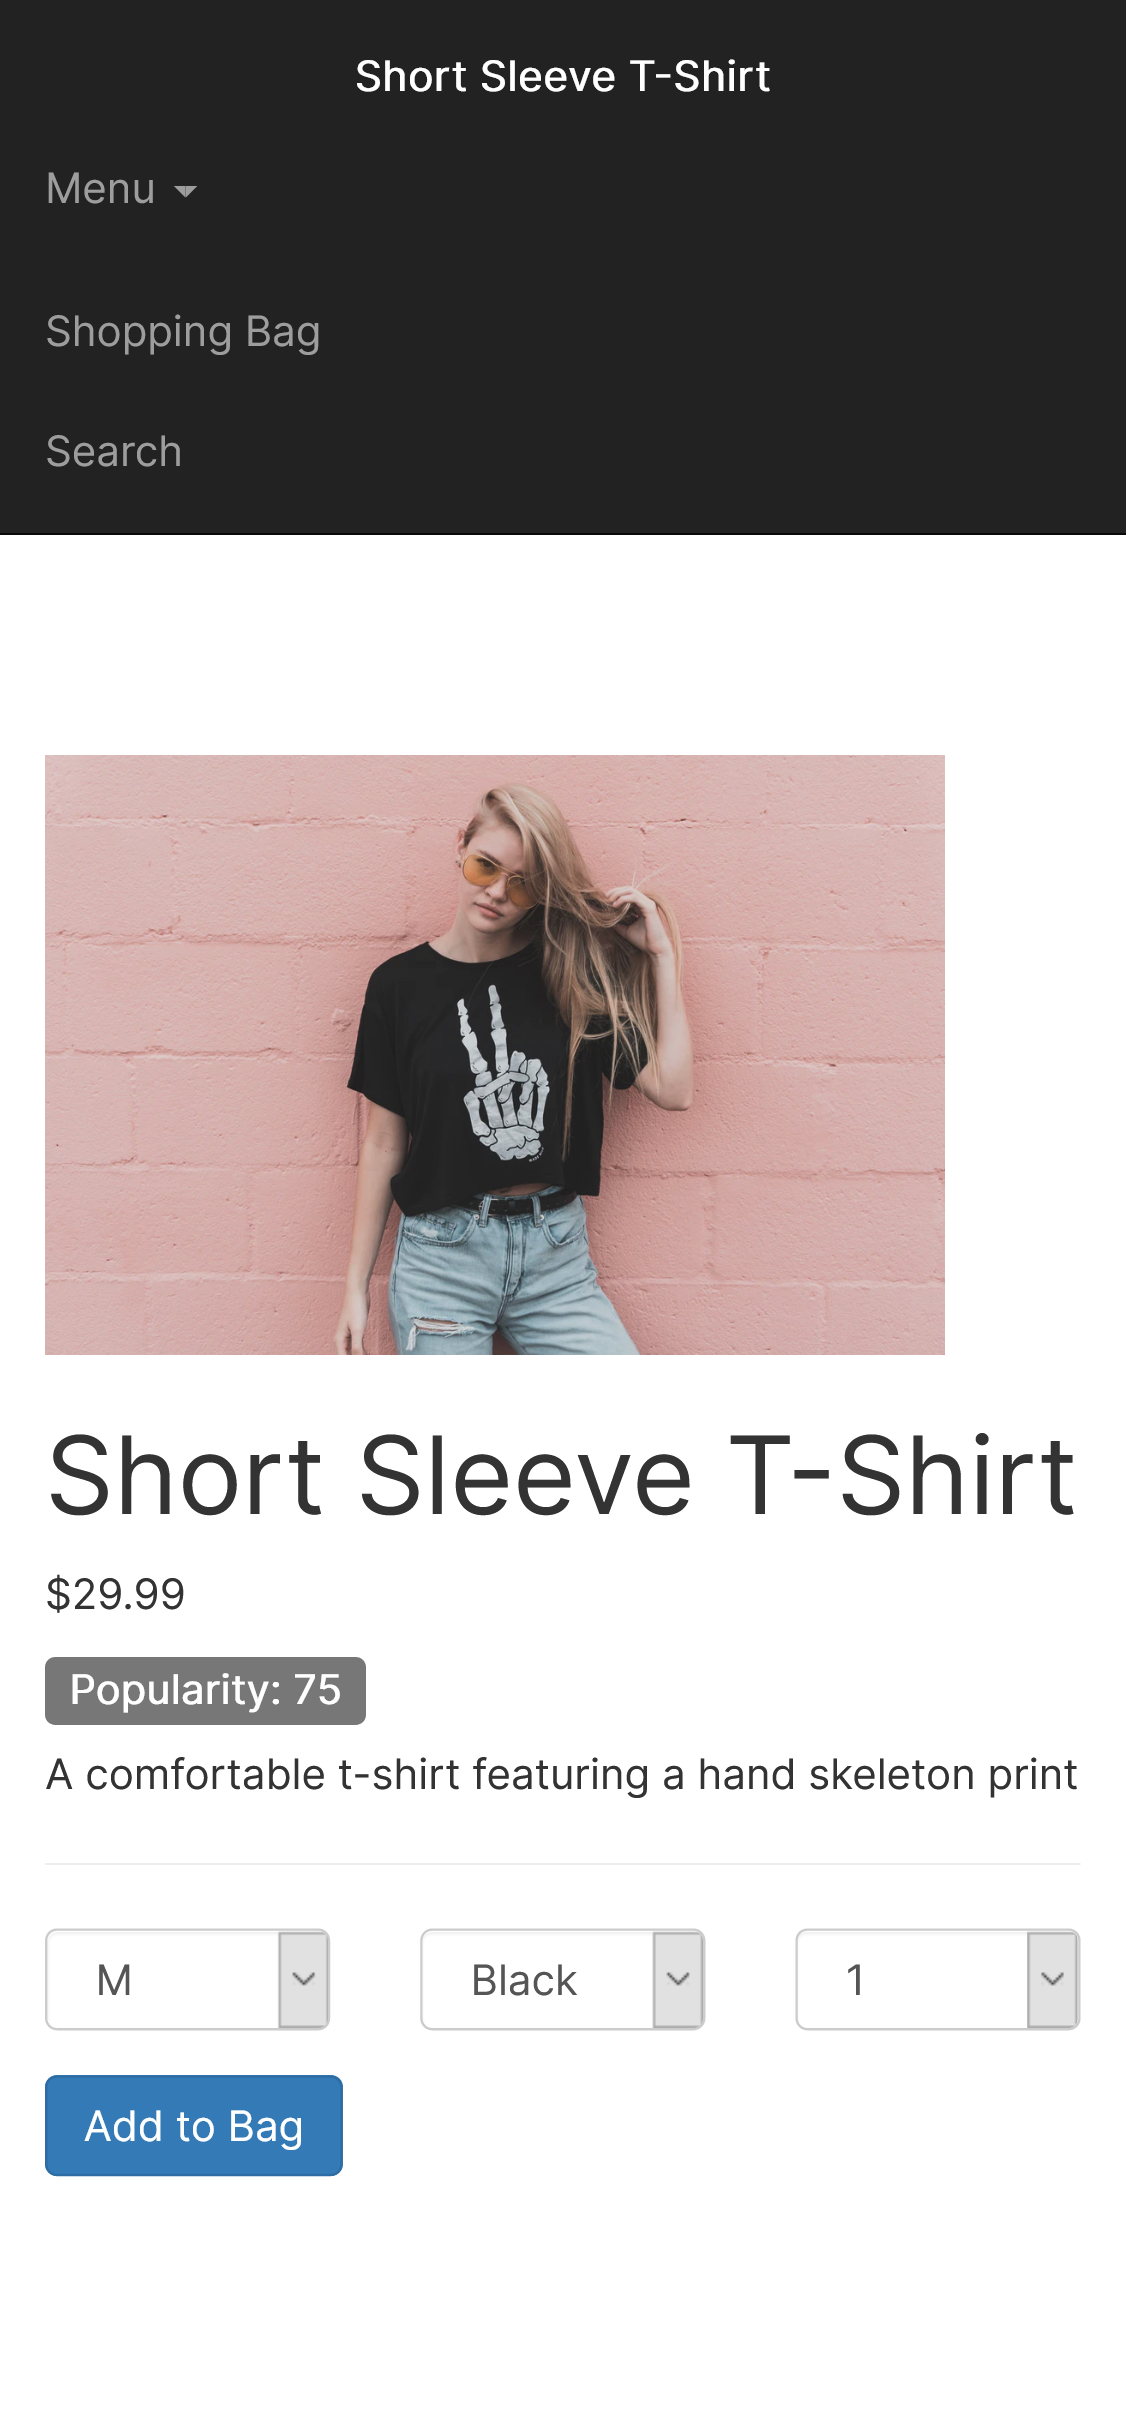 Short Sleeve T-Shirt
Menu
Shopping Bag
Search
Short Sleeve T-Shirt
$29.99
Popularity: 75
A comfortable t-shirt featuring a hand skeleton print
M Black 1
Add to Bag